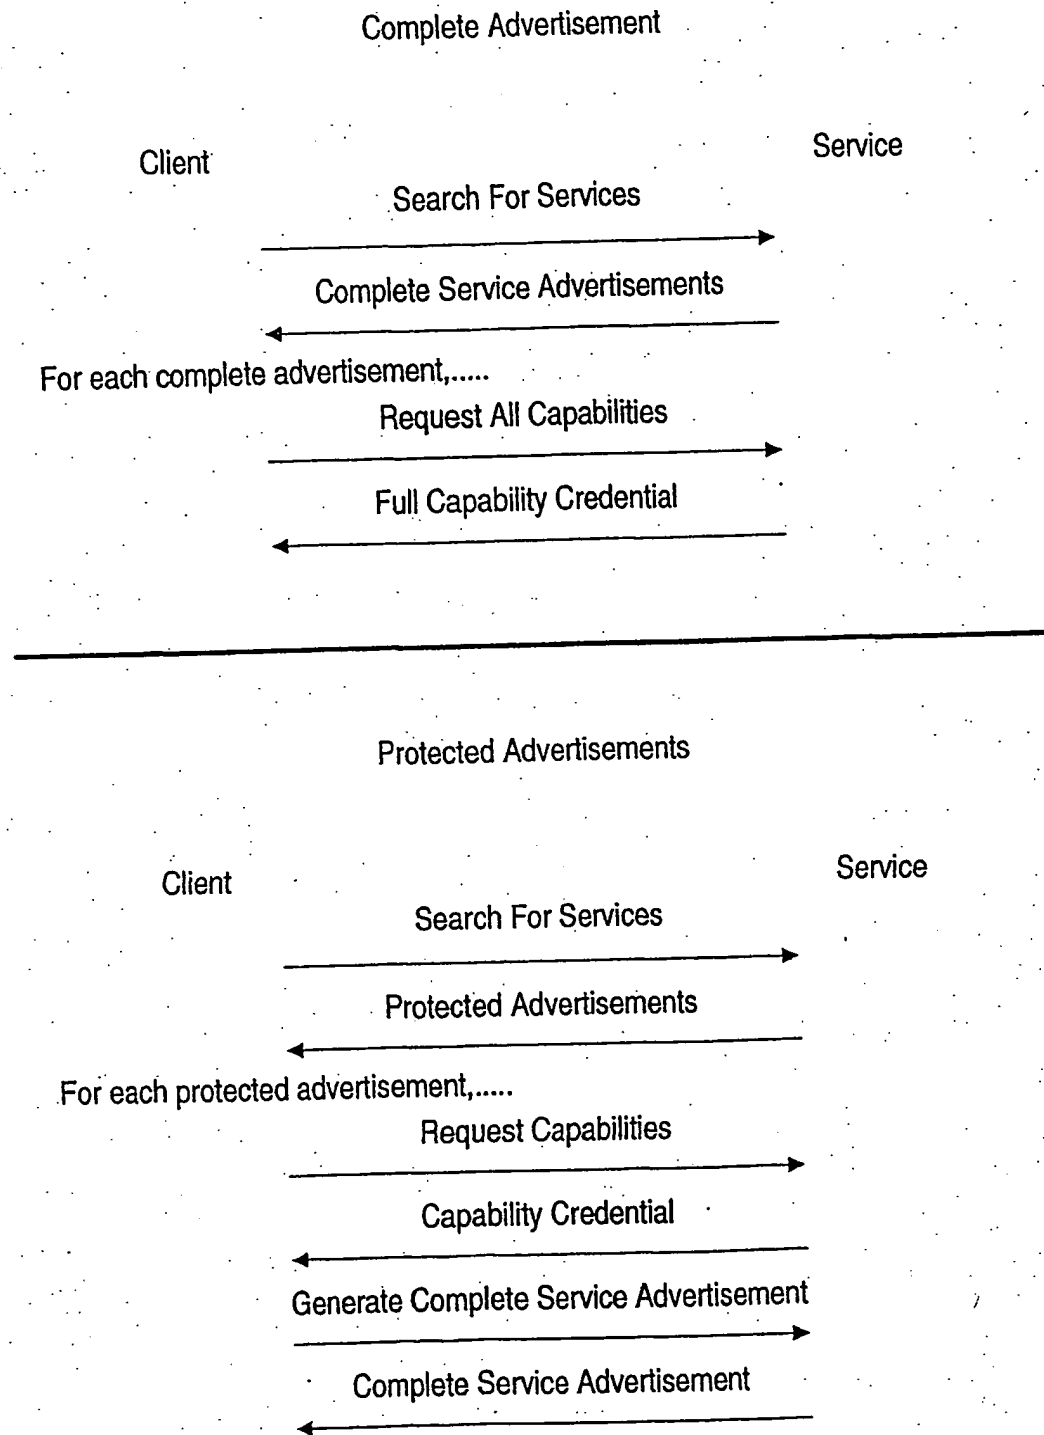 Complete Advertisement
Client
Service
Search For Services
Complete Service Advertisements
For each complete advertisement,.....
Request All Capabilities
Full Capability Credential
Protected Advertisements
Client
Service
Search For Services
Protected Advertisements
For each protected advertisement,.....
Request Capabilities
Capability Credential
Generate Complete Service Advertisement
Complete Service Advertisement